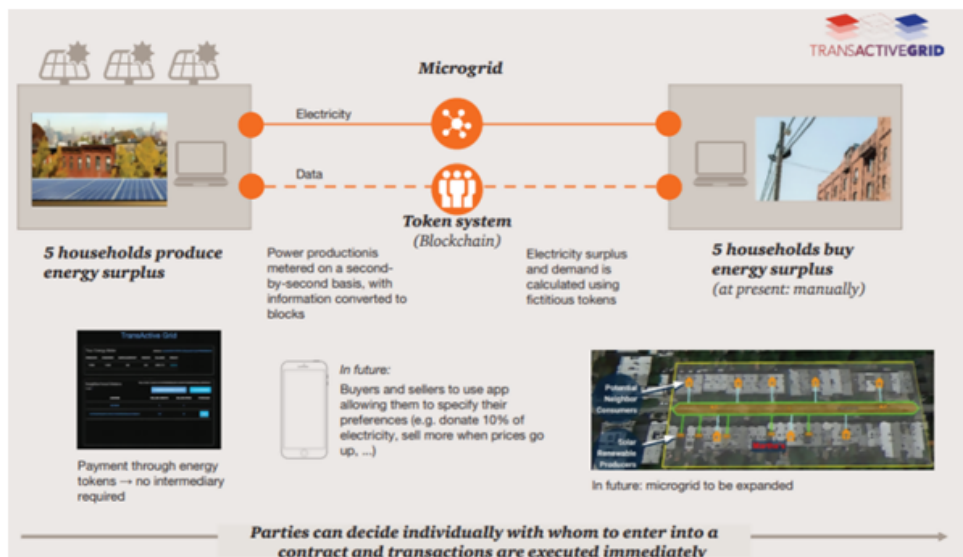 TRANSACTIVEGRID
Microgrid
Electricity
Data
Token system
(Blockchain)
5 households produce
energy surplus
Power productionis
metered on a second-
by-second basis, with
information converted to
blocks
Electricity surplus
and demand is
calculated using
fictitious tokens
5 households buy
energy surplus
(at present: manually)
TransActive Grid
Payment through energy
tokens → no intermediary
required
In future:
Buyers and sellers to use app
allowing them to specify their
preferences (e.g. donate 10% of
electricity, sell more when prices go
up, ...)
Potential
Neighbor
Consumers
Solar
Renewable
Producers
In future: microgrid to be expanded
Parties can decide individually with whom to enter into a
contract and transactions are executed immediately